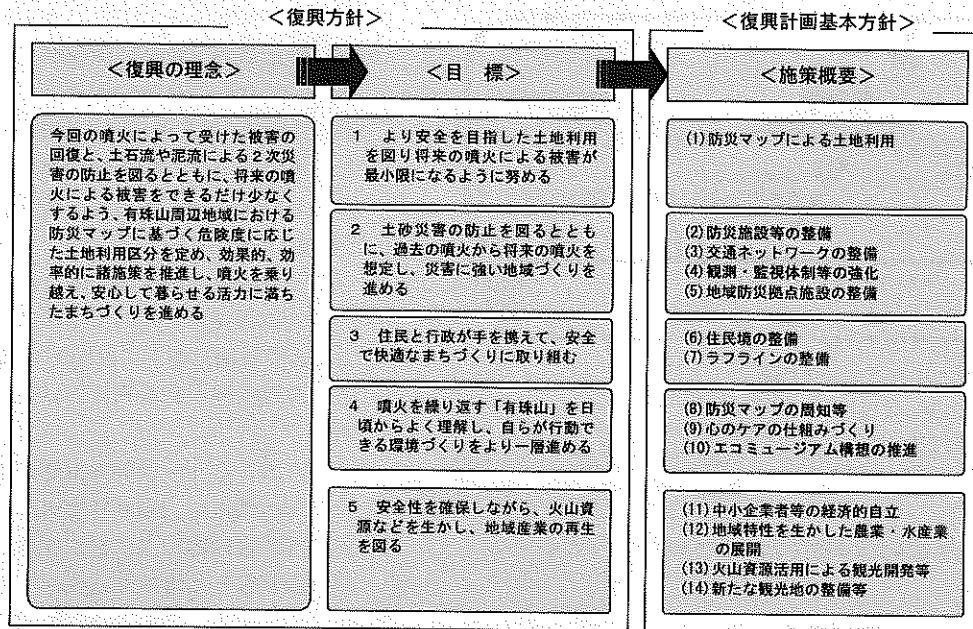 ＜復興方針＞
＜復興計画基本方針＞
＜復興の理念＞
＜目　標＞
＜施策概要＞
今回の噴火によって受けた被害の
回復と、土石流や泥流による２次災
害の防止を図るとともに、将来の噴
火による被害をできるだけ少なく
するよう、有珠山周辺地域における
防災マップに基づく危険度に応じ
た土地利用区分を定め、効果的、効
率的に諸施策を推進し、噴火を乗り
越え、安心して暮らせる活力に満ち
たまちづくりを進める
1　より安全を目指した土地利用
を図り将来の噴火による被害が
最小限になるように努める
2　土砂災害の防止を図るととも
に、過去の噴火から将来の噴火を
想定し、災害に強い地域づくりを
進める
3　住民と行政が手を携えて、安全
で快適なまちづくりに取り組む
4　噴火を繰り返す「有珠山」を日
頃からよく理解し、自らが行動で
きる環境づくりをより一層進める
5　安全性を確保しながら、火山資
源などを生かし、地域産業の再生
を図る
(1)防災マップによる土地利用
(2)防災施設等の整備
(3)交通ネットワークの整備
(4)観測・監視体制等の強化
(5)地域防災拠点施設の整備
(6)住民境の整備
(7)ラフラインの整備
(8)防災マップの周知等
(9)心のケアの仕組みづくり
(10)エコミュージアム構想の推進
(11)中小企業者等の経済的自立
(12)地域特性を生かした農業・水産業
の展開
(13)火山資源活用による観光開発等
(14)新たな観光地の整備等